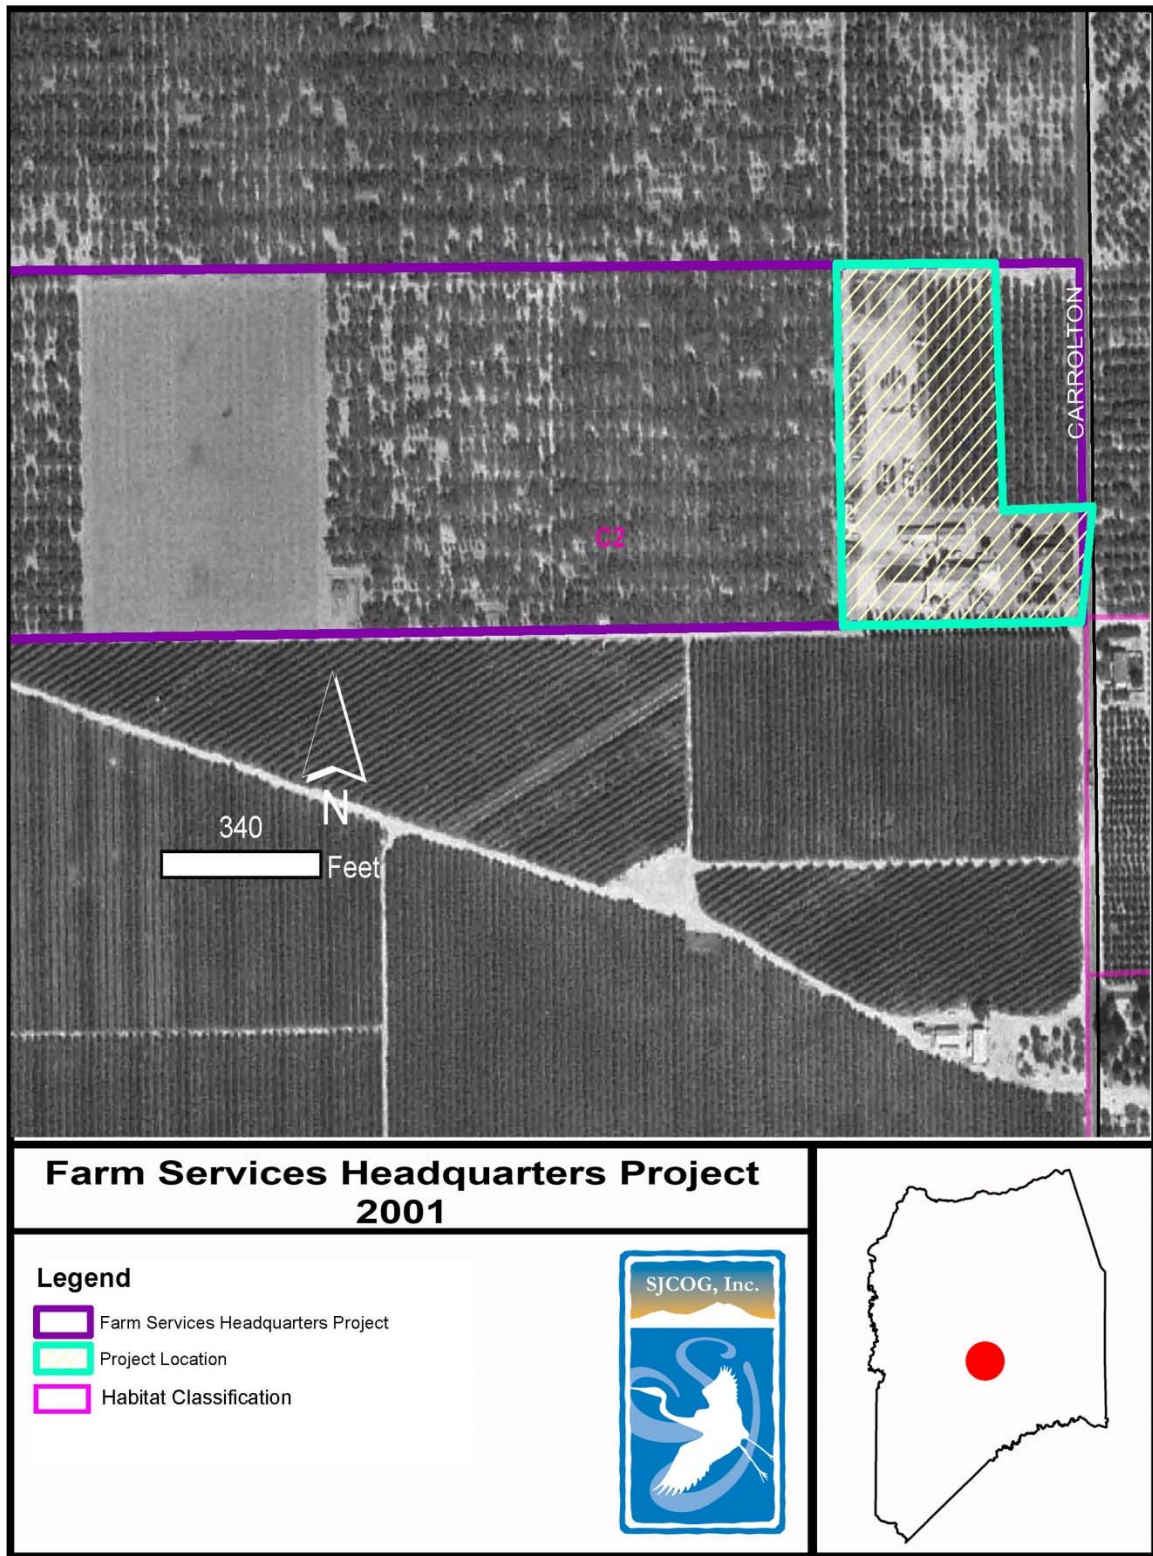 CARROLTON
C2
N
340
Feet
Farm Services Headquarters Project
2001
Legend
Farm Services Headquarters Project
Project Location
Habitat Classification
SJCOG, Inc.